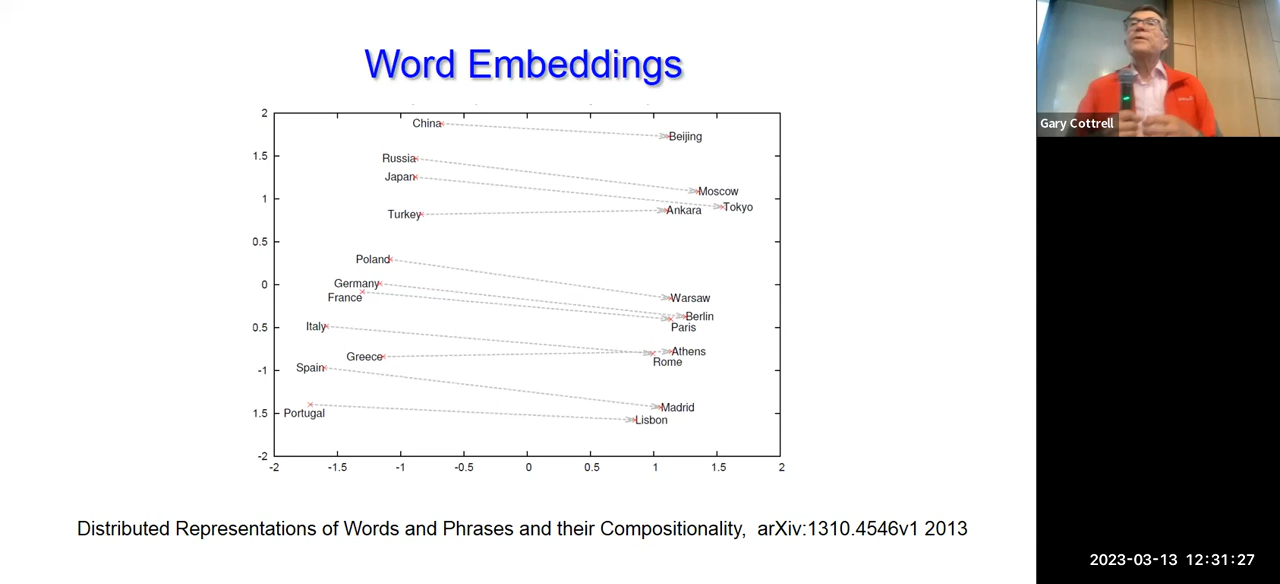 Word Embeddings
2
1.5
1
0.5
0
0.5
-1
1.5
-2
-2
-1.5
-1
-0.5
0
0.5
1
1.5
2
China
Beijing
Russia
Moscow
Japan
Tokyo
Turkey
Ankara
Poland
Warsaw
Germany
Berlin
France
Paris
Italy
Rome
Greece
Athens
Spain
Madrid
Portugal
Lisbon
Distributed Representations of Words and Phrases and their Compositionality, arXiv:1310.4546v1 2013
Gary Cottrell
2023-03-13 12:31:27